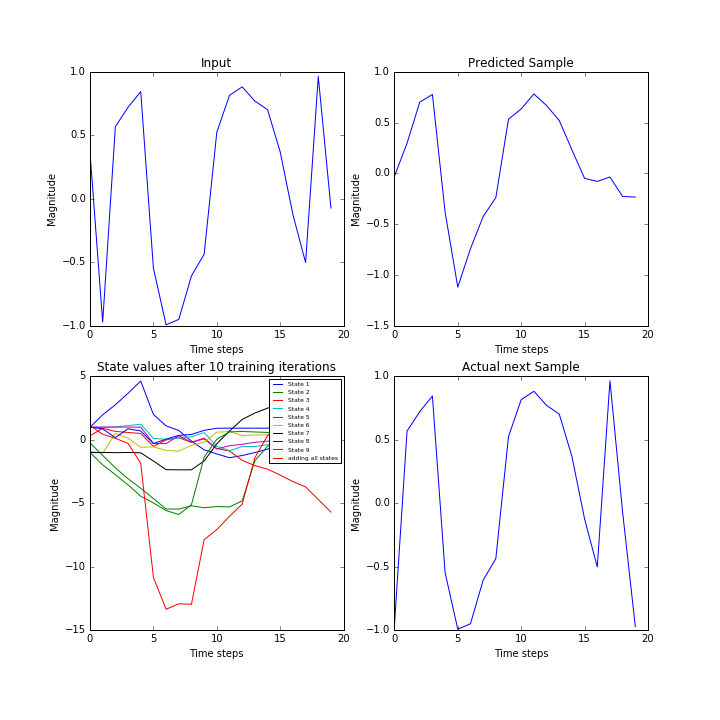 Input
Predicted Sample
1.0
0.5
0.0
−0.5
−1.0
Magnitude
0
5
10
15
20
Time steps
1.0
0.5
0.0
−0.5
−1.0
−1.5
Magnitude
0
5
10
15
20
Time steps
State values after 10 training iterations
Actual next Sample
5
0
−5
−10
−15
Magnitude
0
5
10
15
20
Time steps
State 1
State 2
State 3
State 4
State 5
State 6
State 7
State 8
State 9
adding all states
1.0
0.5
0.0
−0.5
−1.0
Magnitude
0
5
10
15
20
Time steps